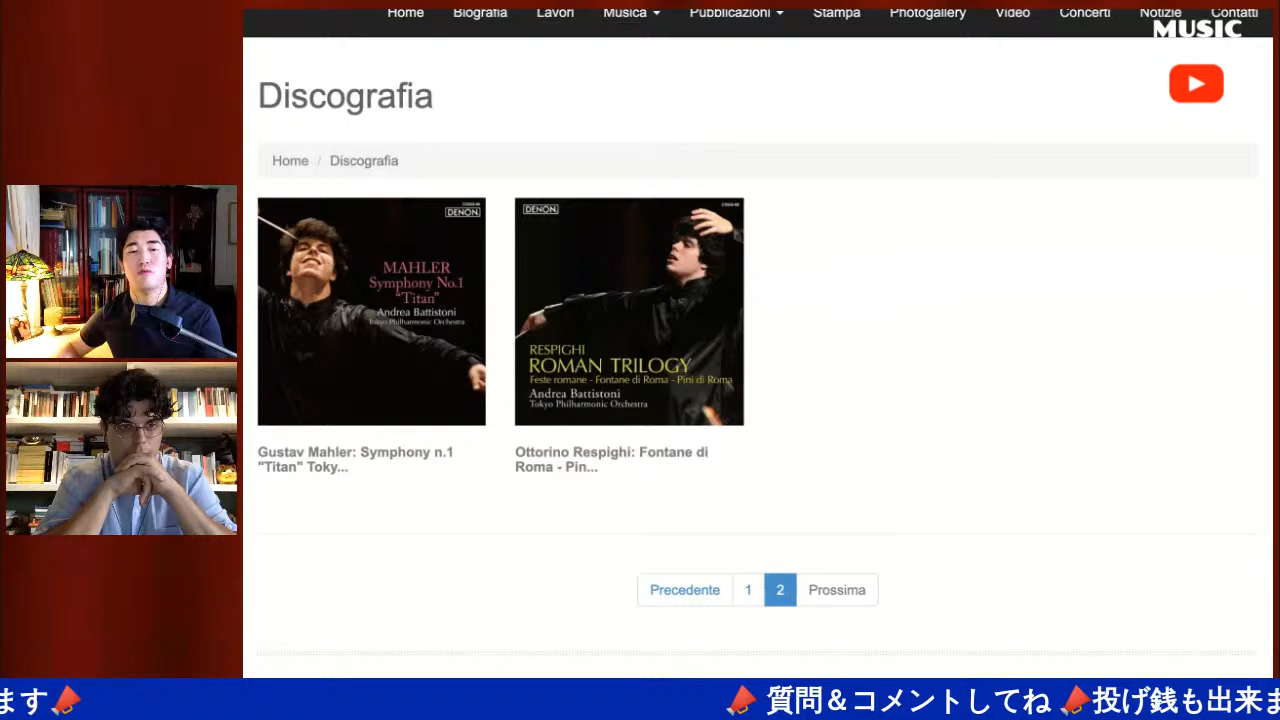 Home Biografia Lavori Musica Pubblicazioni Stampa Photogallery Video Concerti Notizie Contatti
MUSIC
Discografia
Home / Discografia
DENON
MAHLER
Symphony No.1
"Titan"
Andrea Battistoni
Tokyo Philharmonic Orchestra
DENON
RESPIGHI
ROMAN TRILOGY
Feste romane - Fontane di Roma - Pini di Roma
Andrea Battistoni
Tokyo Philharmonic Orchestra
Gustav Mahler: Symphony n.1
"Titan" Toky...
Ottorino Respighi: Fontane di
Roma - Pin...
Precedente 1 2 Prossima
ます📣 📣 質問＆コメントしてね 📣投げ銭も出来ま